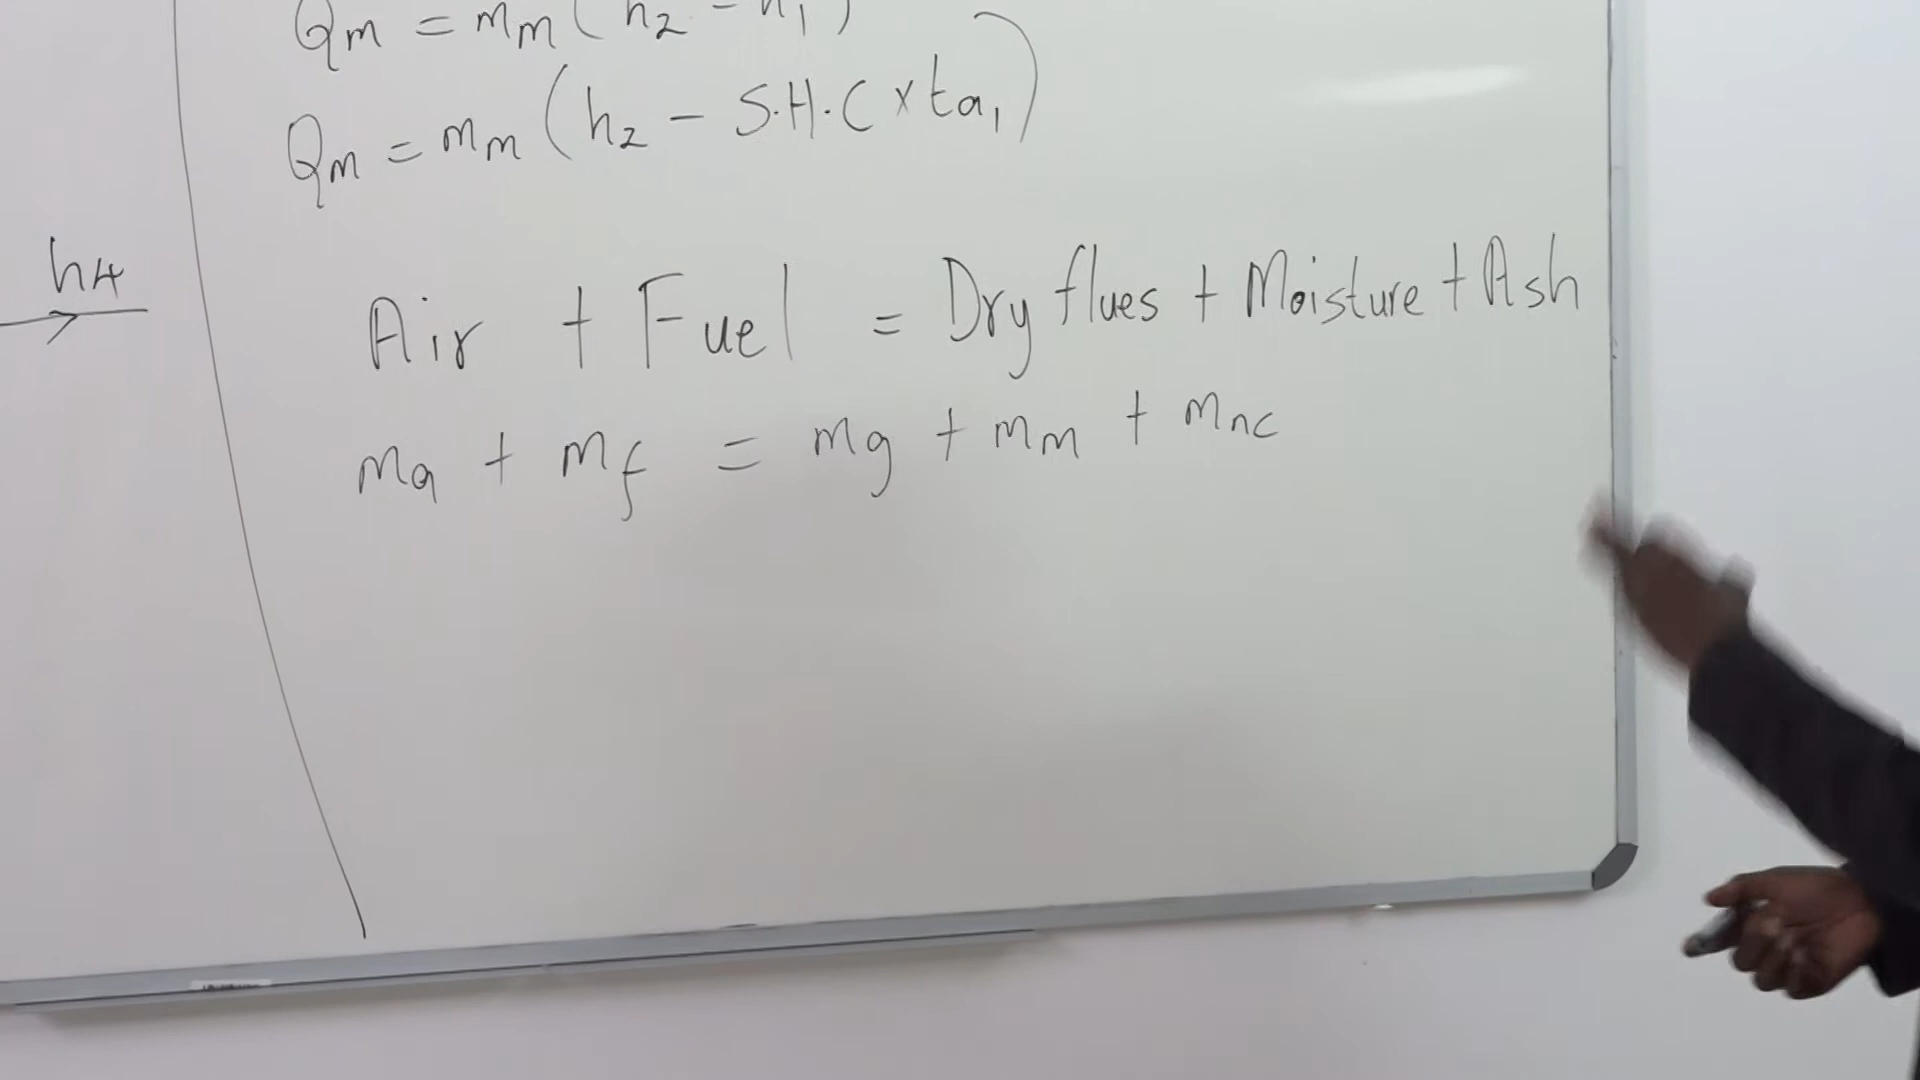 Qm = mm ( h2 - h1 )
Qm = mm ( h2 - S.H.C x ta1 )
h4
Air + Fuel = Dry flues + Moisture + Ash
ma + mf = mg + mm + mnc